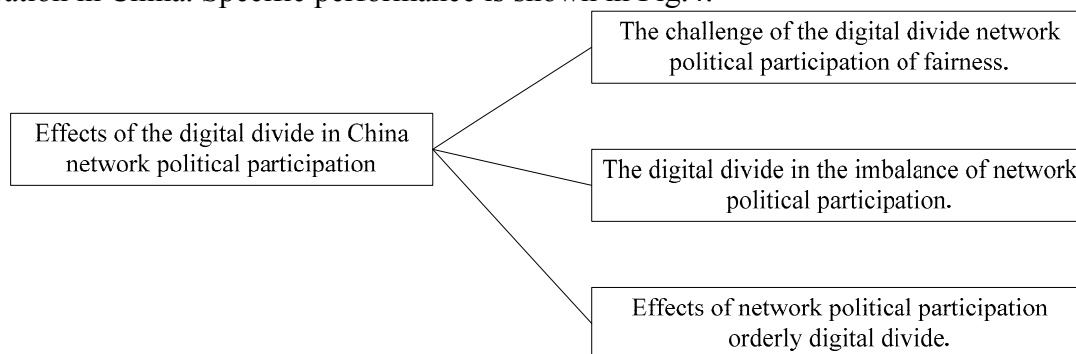 ation in China. Specific performance is shown in Fig.
The challenge of the digital divide network
political participation of fairness.
Effects of the digital divide in China
network political participation
The digital divide in the imbalance of network
political participation.
Effects of network political participation
orderly digital divide.